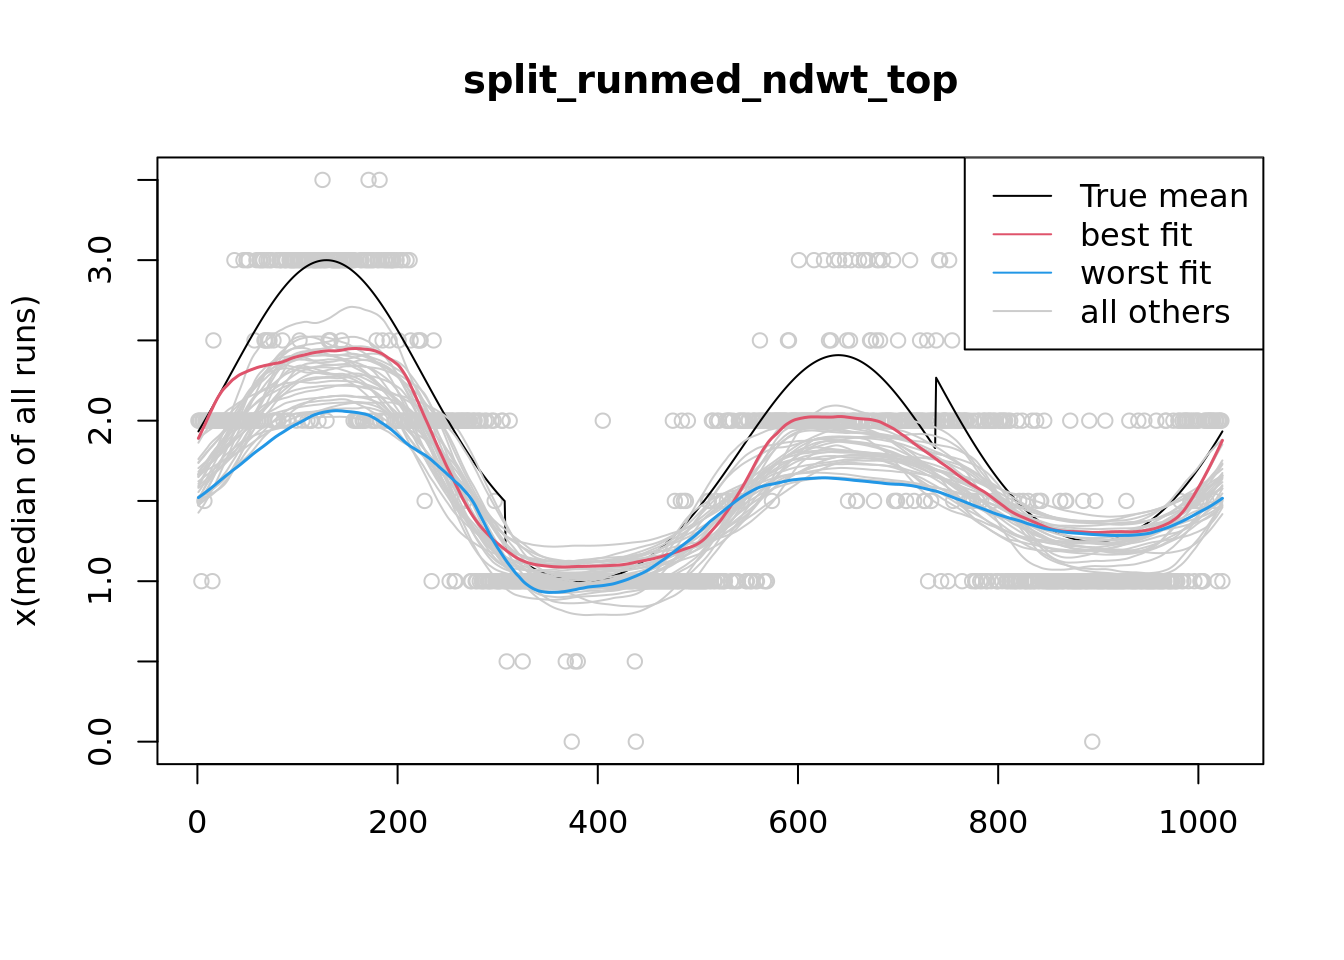 split_runmed_ndwt_top
True mean
best fit
worst fit
all others
x(median of all runs)
3.0
2.0
1.0
0.0
0 200 400 600 800 1000